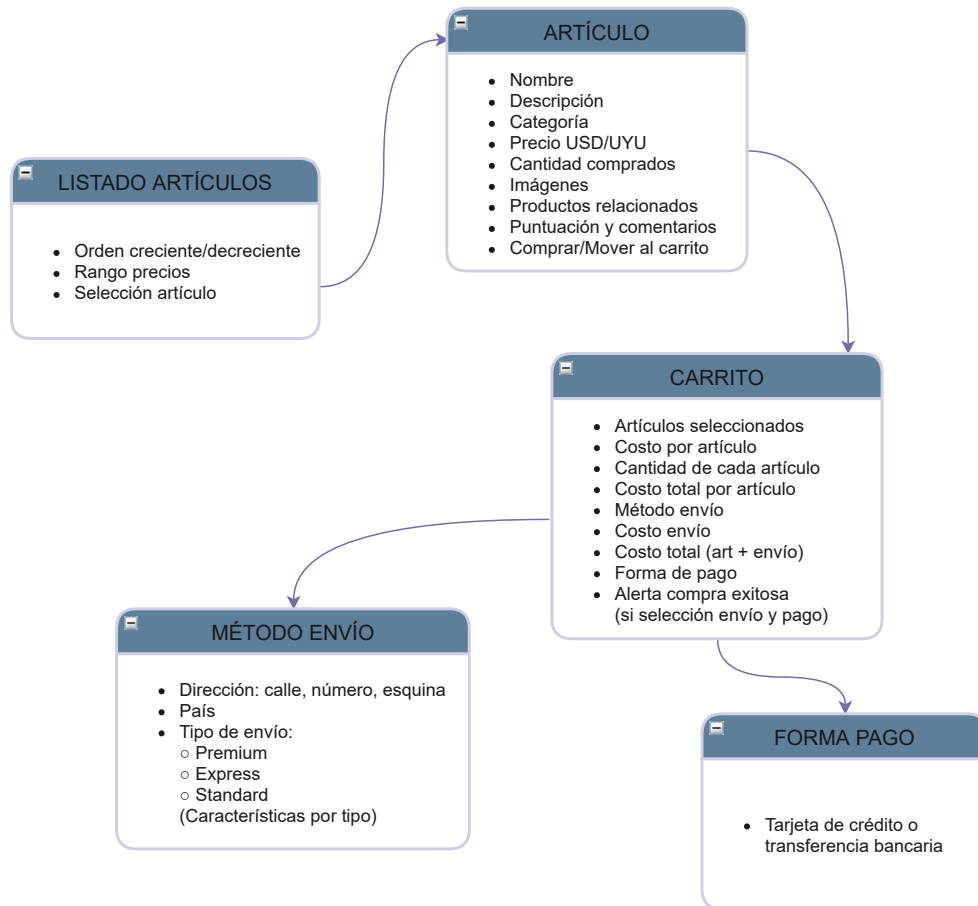 ARTÍCULO
• Nombre
• Descripción
• Categoría
• Precio USD/UYU
• Cantidad comprados
• Imágenes
• Productos relacionados
• Puntuación y comentarios
• Comprar/Mover al carrito
LISTADO ARTÍCULOS
• Orden creciente/decreciente
• Rango precios
• Selección artículo
CARRITO
• Artículos seleccionados
• Costo por artículo
• Cantidad de cada artículo
• Costo total por artículo
• Método envío
• Costo envío
• Costo total (art + envío)
• Forma de pago
• Alerta compra exitosa
(si selección envío y pago)
MÉTODO ENVÍO
• Dirección: calle, número, esquina
• País
• Tipo de envío:
○ Premium
○ Express
○ Standard
(Características por tipo)
FORMA PAGO
• Tarjeta de crédito o
transferencia bancaria